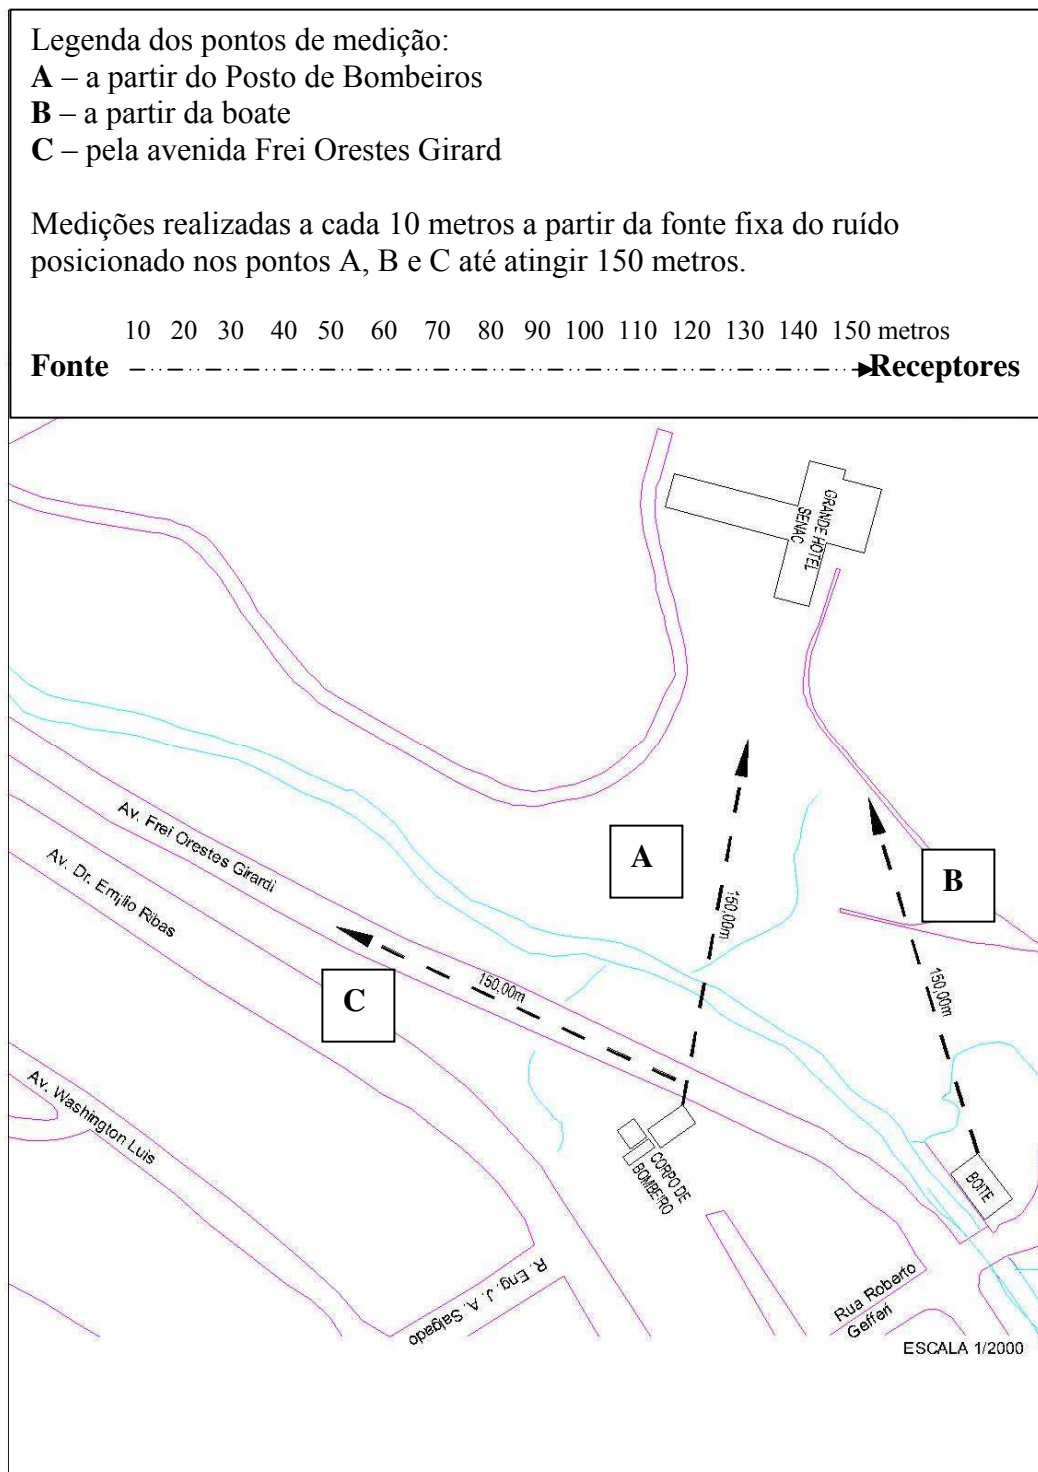 Legenda dos pontos de medição:
A – a partir do Posto de Bombeiros
B – a partir da boate
C – pela avenida Frei Orestes Girard
Medições realizadas a cada 10 metros a partir da fonte fixa do ruído
posicionado nos pontos A, B e C até atingir 150 metros.
10 20 30 40 50 60 70 80 90 100 110 120 130 140 150 metros
Fonte Receptores
GRANDE HOTEL
SENAC
Av. Frei Orestes Girardi
Av. Dr. Emjlio Ribas
A
B
150,00m
150,00m
C
150,00m
Av. Washington Luis
CORPO DE
BOMBEIRO
BOITE
R. Eng. J. A. Salgado
Rua Roberto
Gefferi
ESCALA 1/2000